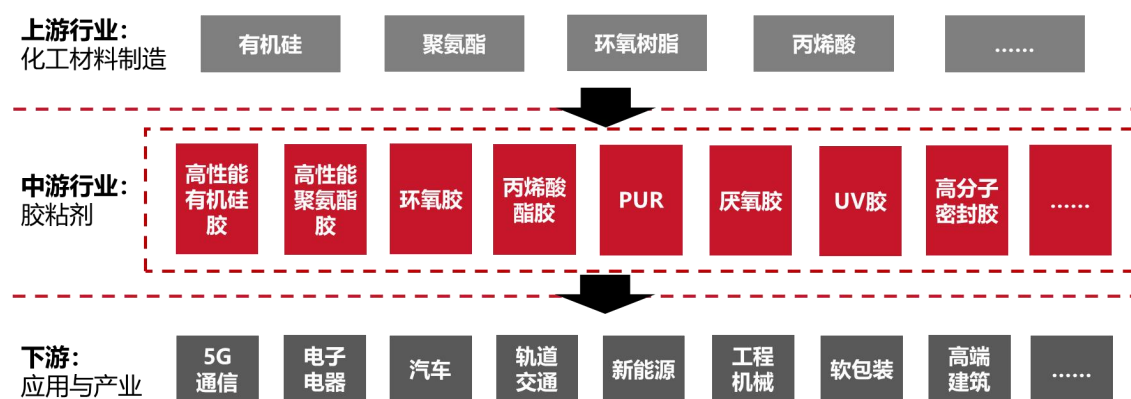 上游行业：
化工材料制造
有机硅
聚氨酯
环氧树脂
丙烯酸
……
中游行业：
胶粘剂
高性能
有机硅
胶
高性能
聚氨酯
胶
环氧胶
丙烯酸
酯胶
PUR
厌氧胶
UV胶
高分子
密封胶
……
下游：
应用与产业
5G
通信
电子
电器
汽车
轨道
交通
新能源
工程
机械
软包装
高端
建筑
……